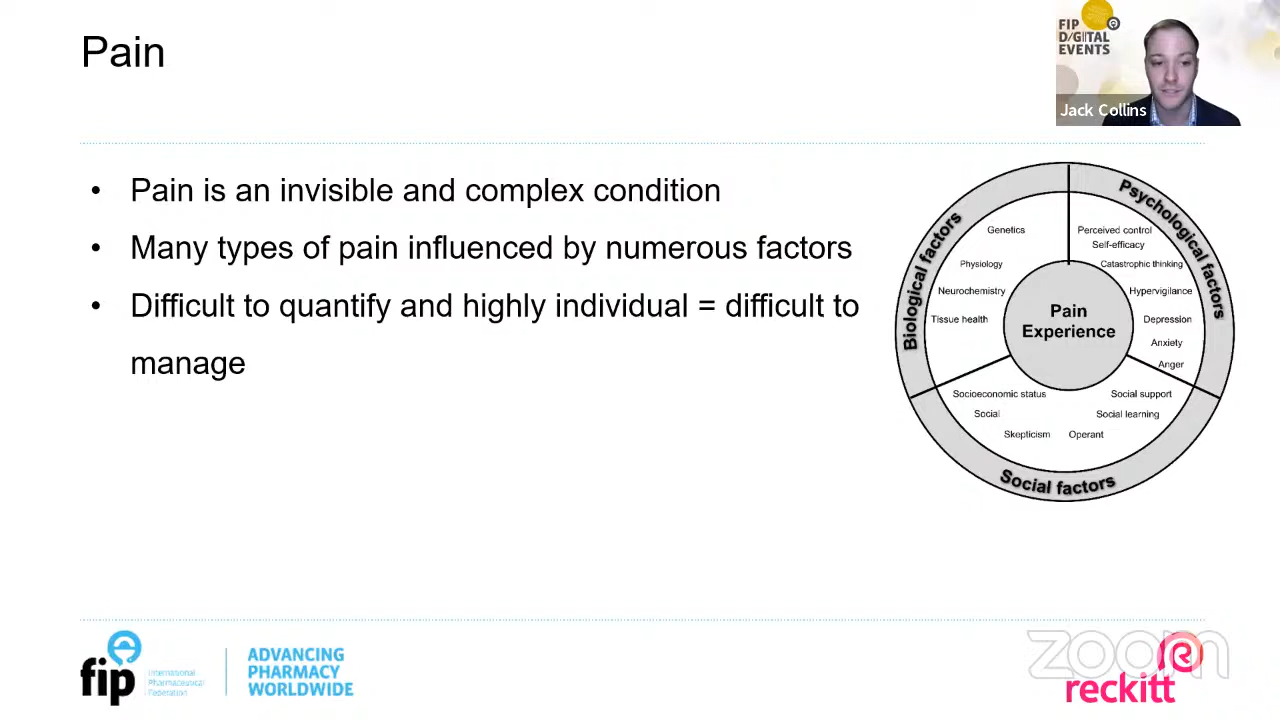 Pain
FIP
DIGITAL
EVENTS
Jack Collins
• Pain is an invisible and complex condition
• Many types of pain influenced by numerous factors
• Difficult to quantify and highly individual = difficult to
manage
Biological factors
Genetics
Physiology
Neurochemistry
Tissue health
Psychological factors
Perceived control
Self-efficacy
Catastrophic thinking
Hypervigilance
Depression
Anxiety
Anger
Pain
Experience
Socioeconomic status
Social
Skepticism
Social support
Social learning
Operant
Social factors
fip
International
Pharmaceutical
Federation
ADVANCING
PHARMACY
WORLDWIDE
zoom
reckitt